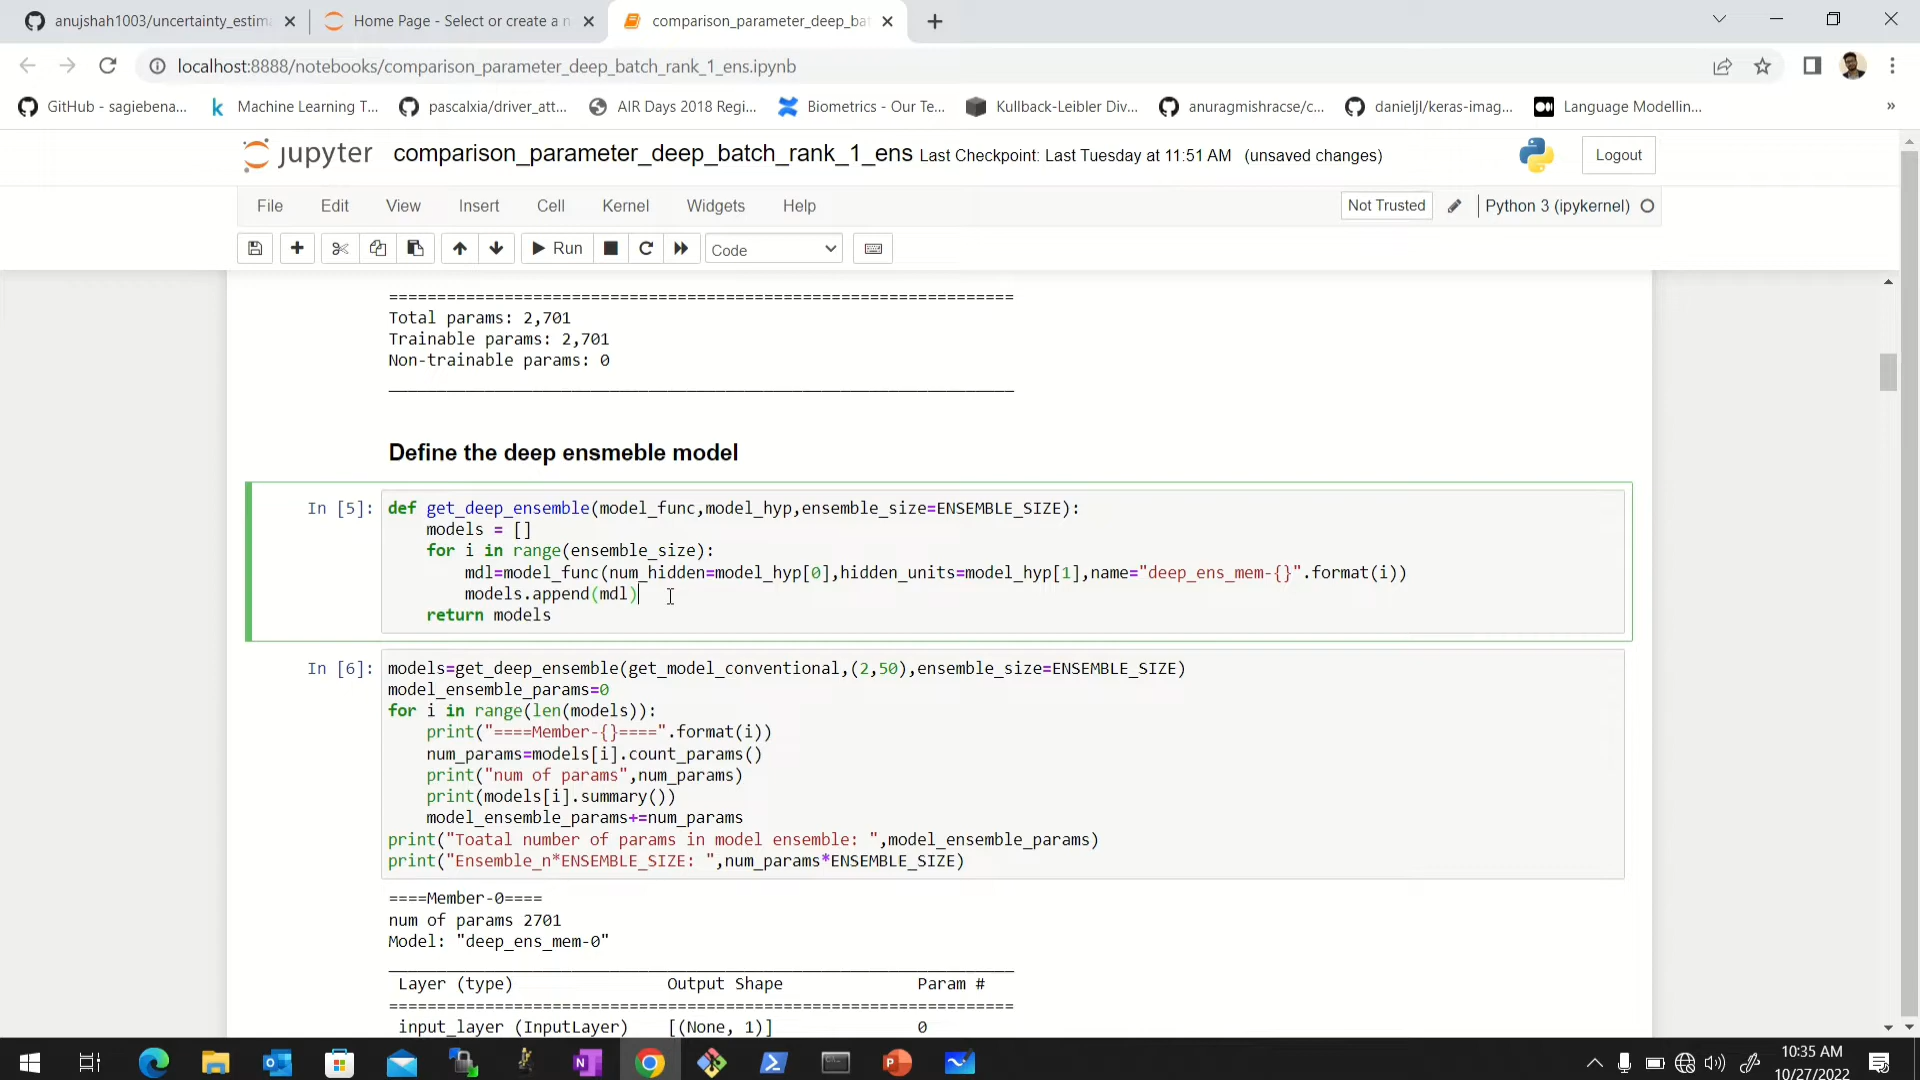 anujshah1003/uncertainty_estima
Home Page - Select or create a n
comparison_parameter_deep_bat
localhost:8888/notebooks/comparison_parameter_deep_batch_rank_1_ens.ipynb
GitHub - sagiebena...
Machine Learning T...
pascalxia/driver_att...
AIR Days 2018 Regi...
Biometrics - Our Te...
Kullback-Leibler Div...
anuragmishracse/c...
danieljl/keras-imag...
Language Modellin...
»
jupyter comparison_parameter_deep_batch_rank_1_ens Last Checkpoint: Last Tuesday at 11:51 AM (unsaved changes)
Logout
File Edit View Insert Cell Kernel Widgets Help
Not Trusted
Python 3 (ipykernel)
Run
Code
=================================================================
Total params: 2,701
Trainable params: 2,701
Non-trainable params: 0
_________________________________________________________________
Define the deep ensmeble model
In [5]:
def get_deep_ensemble(model_func,model_hyp,ensemble_size=ENSEMBLE_SIZE):
    models = []
    for i in range(ensemble_size):
        mdl=model_func(num_hidden=model_hyp[0],hidden_units=model_hyp[1],name="deep_ens_mem-{}".format(i))
        models.append(mdl)
    return models
In [6]:
models=get_deep_ensemble(get_model_conventional,(2,50),ensemble_size=ENSEMBLE_SIZE)
model_ensemble_params=0
for i in range(len(models)):
    print("====Member-{}====".format(i))
    num_params=models[i].count_params()
    print("num of params",num_params)
    print(models[i].summary())
    model_ensemble_params+=num_params
print("Toatal number of params in model ensemble: ",model_ensemble_params)
print("Ensemble_n*ENSEMBLE_SIZE: ",num_params*ENSEMBLE_SIZE)
====Member-0====
num of params 2701
Model: "deep_ens_mem-0"
_________________________________________________________________
Layer (type) Output Shape Param #
=================================================================
input_layer (InputLayer) [(None, 1)] 0
10:35 AM
10/27/2022